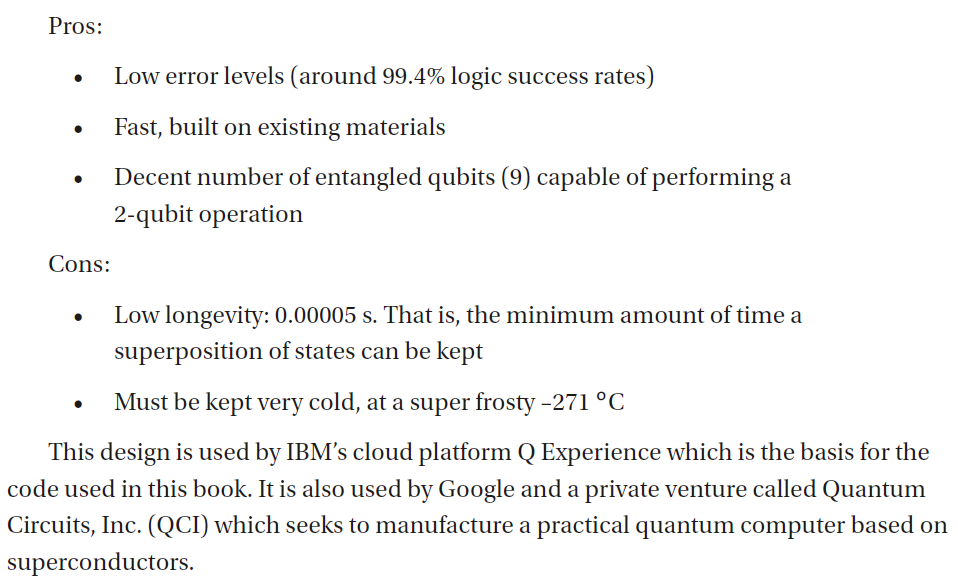 Pros:
• Low error levels (around 99.4% logic success rates)
• Fast, built on existing materials
• Decent number of entangled qubits (9) capable of performing a
2-qubit operation
Cons:
• Low longevity: 0.00005 s. That is, the minimum amount of time a
superposition of states can be kept
• Must be kept very cold, at a super frosty –271 °C
This design is used by IBM’s cloud platform Q Experience which is the basis for the
code used in this book. It is also used by Google and a private venture called Quantum
Circuits, Inc. (QCI) which seeks to manufacture a practical quantum computer based on
superconductors.